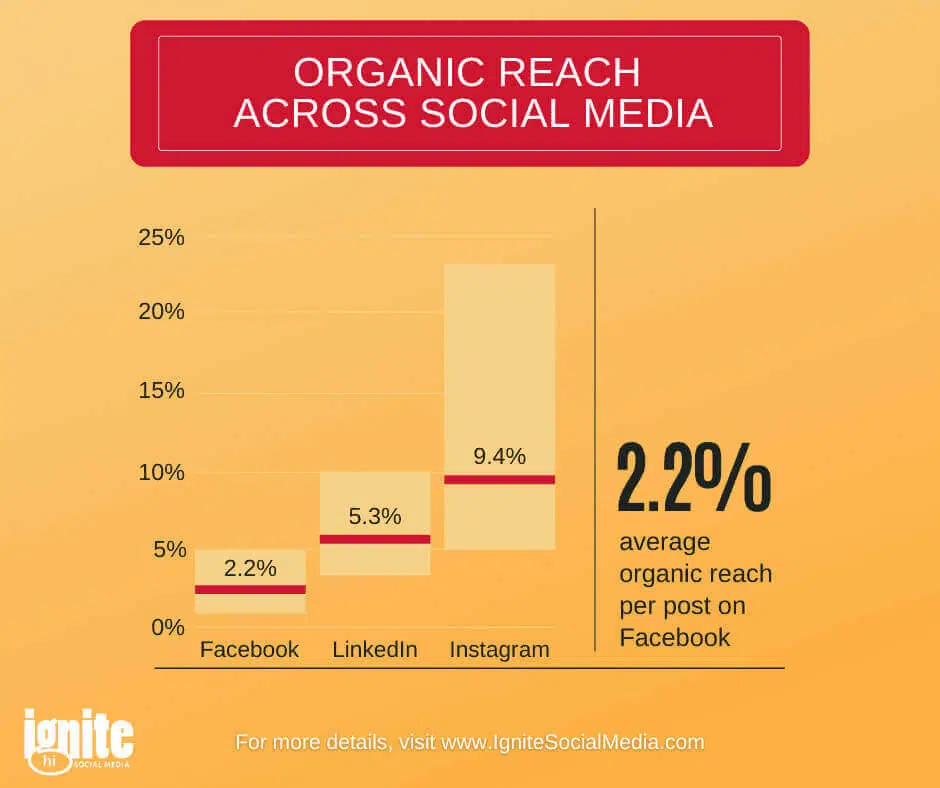 ORGANIC REACH
ACROSS SOCIAL MEDIA
25%
20%
15%
10%
5%
0%
2.2%
5.3%
9.4%
Facebook
LinkedIn
Instagram
2.2%
average
organic reach
per post on
Facebook
ignite
hi
SOCIAL MEDIA
For more details, visit www.IgniteSocialMedia.com